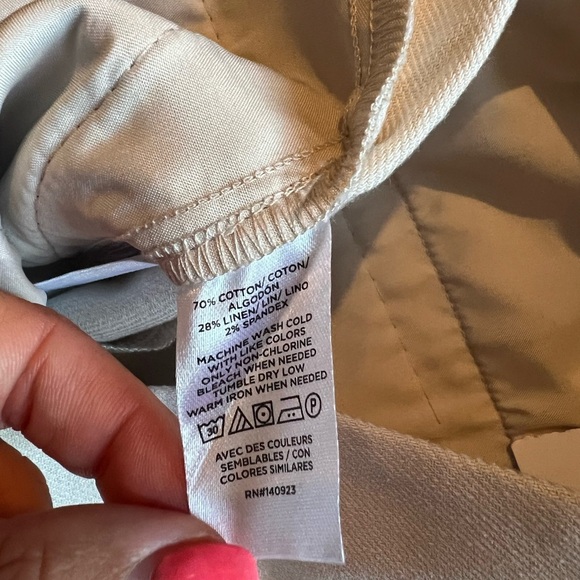 70% COTTON/ COTON/
ALGODÓN
28% LINEN/ LIN/ LINO
2% SPANDEX
MACHINE WASH COLD
WITH LIKE COLORS
ONLY NON-CHLORINE
BLEACH WHEN NEEDED
TUMBLE DRY LOW
WARM IRON WHEN NEEDED
30 P
AVEC DES COULEURS
SEMBLABLES / CON
COLORES SIMILARES
RN#140923